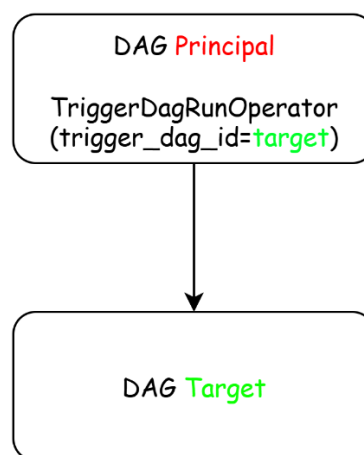 DAG Principal
TriggerDagRunOperator
(trigger_dag_id=target)
DAG Target